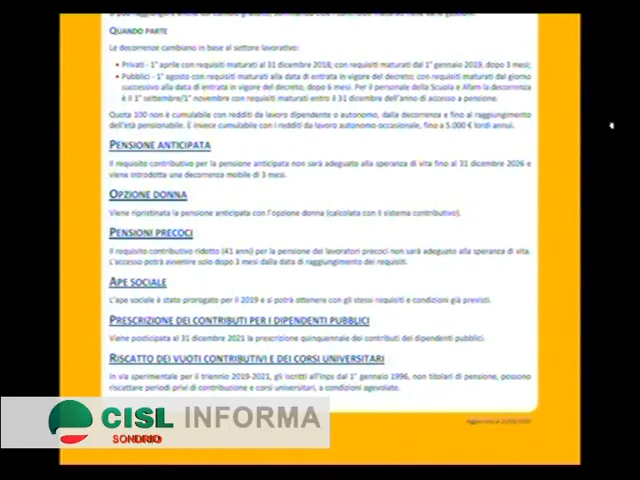 QUANDO PARTE
Le decorrenze cambiano in base al settore lavorativo:
• Privati - 1° aprile con requisiti maturati al 31 dicembre 2018; con requisiti maturati dal 1° gennaio 2019, dopo 3 mesi;
• Pubblici - 1° agosto con requisiti maturati alla data di entrata in vigore del decreto; con requisiti maturati dal giorno
successivo alla data di entrata in vigore del decreto, dopo 6 mesi. Per il personale della Scuola e Afam la decorrenza
è il 1° settembre/1° novembre con requisiti maturati entro il 31 dicembre dell'anno di accesso a pensione.
Quota 100 non è cumulabile con redditi da lavoro dipendente o autonomo, dalla decorrenza e fino al raggiungimento
dell'età pensionabile. È invece cumulabile con i redditi da lavoro autonomo occasionale, fino a 5.000 € lordi annui.
PENSIONE ANTICIPATA
Il requisito contributivo per la pensione anticipata non sarà adeguato alla speranza di vita fino al 31 dicembre 2026 e
viene introdotta una decorrenza mobile di 3 mesi.
OPZIONE DONNA
Viene ripristinata la pensione anticipata con l'opzione donna (calcolata con il sistema contributivo).
PENSIONI PRECOCI
Il requisito contributivo ridotto (41 anni) per la pensione dei lavoratori precoci non sarà adeguato alla speranza di vita.
L'accesso potrà avvenire solo dopo 3 mesi dalla data di raggiungimento dei requisiti.
APE SOCIALE
L'ape sociale è stato prorogato per il 2019 e si potrà ottenere con gli stessi requisiti e condizioni già previsti.
PRESCRIZIONE DEI CONTRIBUTI PER I DIPENDENTI PUBBLICI
Viene posticipata al 31 dicembre 2021 la prescrizione quinquennale dei contributi dei dipendenti pubblici.
RISCATTO DEI VUOTI CONTRIBUTIVI E DEI CORSI UNIVERSITARI
In via sperimentale per il triennio 2019-2021, gli iscritti all'Inps dal 1° gennaio 1996, non titolari di pensione, possono
riscattare periodi privi di contribuzione e corsi universitari, a condizioni agevolate.
CISL INFORMA
SONDRIO